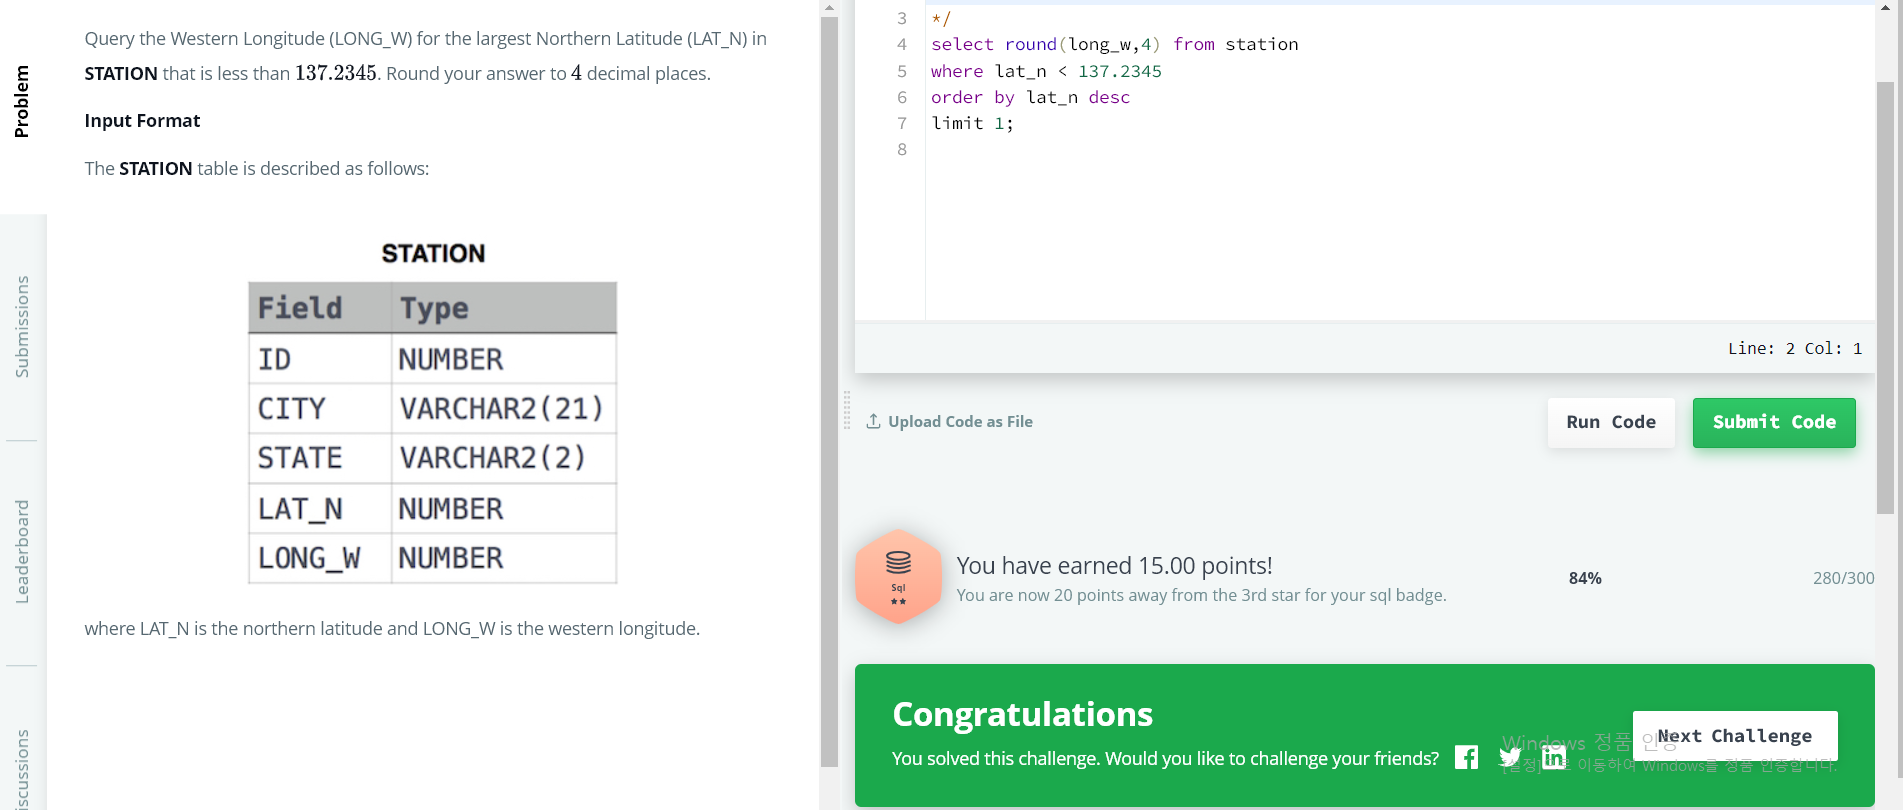 Problem
Submissions
Leaderboard
iscussions
Query the Western Longitude (LONG_W) for the largest Northern Latitude (LAT_N) in
STATION that is less than 137.2345. Round your answer to 4 decimal places.
Input Format
The STATION table is described as follows:
STATION
Field Type
ID NUMBER
CITY VARCHAR2(21)
STATE VARCHAR2(2)
LAT_N NUMBER
LONG_W NUMBER
where LAT_N is the northern latitude and LONG_W is the western longitude.
3 */
4 select round(long_w,4) from station
5 where lat_n < 137.2345
6 order by lat_n desc
7 limit 1;
8
Line: 2 Col: 1
Upload Code as File
Run Code
Submit Code
Sql
You have earned 15.00 points!
You are now 20 points away from the 3rd star for your sql badge.
84%
280/300
Congratulations
You solved this challenge. Would you like to challenge your friends?
Next Challenge
Windows 정품 인증
[설정]으로 이동하여 Windows를 정품 인증합니다.